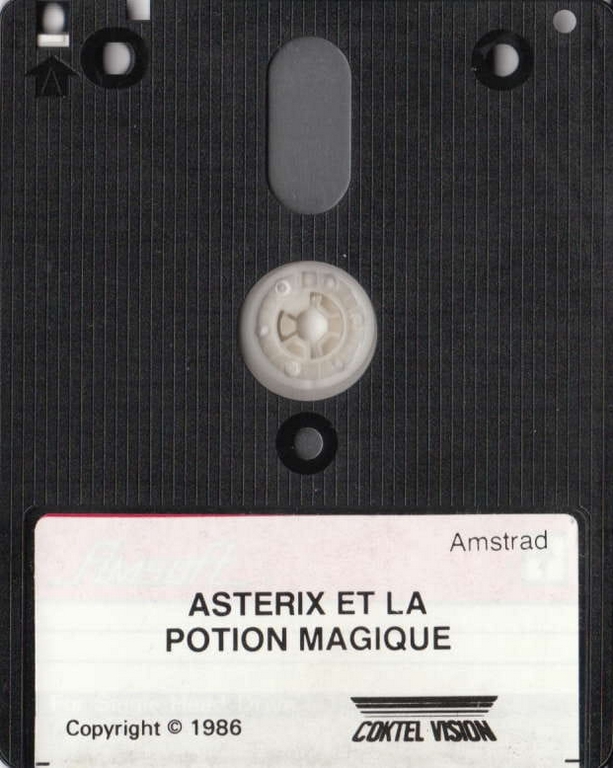 A
Amstrad
ASTERIX ET LA
POTION MAGIQUE
Copyright © 1986
COKTEL VISION